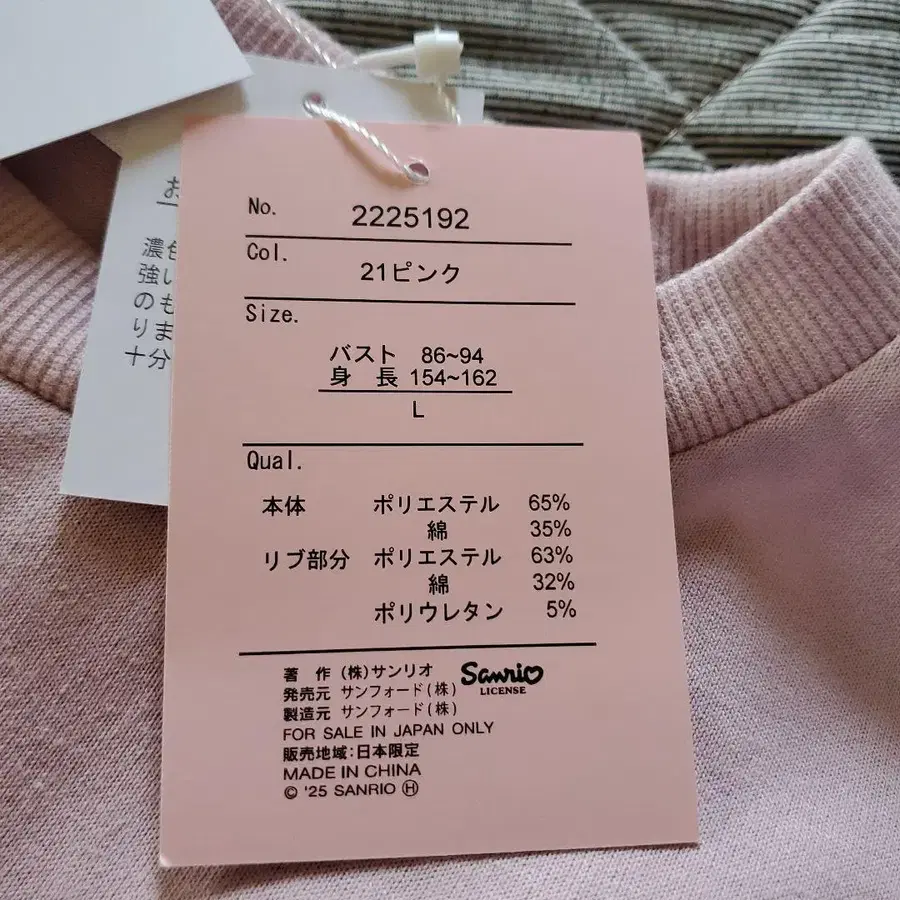 No. 2225192
Col.
21ピンク
Size.
バスト 86~94
身 長 154~162
L
Qual.
本体 ポリエステル 65%
綿 35%
リブ部分 ポリエステル 63%
綿 32%
ポリウレタン 5%
著 作 (株)サンリオ
Sanrio
LICENSE
発売元 サンフォード(株)
製造元 サンフォード(株)
FOR SALE IN JAPAN ONLY
販売地域:日本限定
MADE IN CHINA
© '25 SANRIO Ⓗ
お
濃色
強い
のも
りま
十分